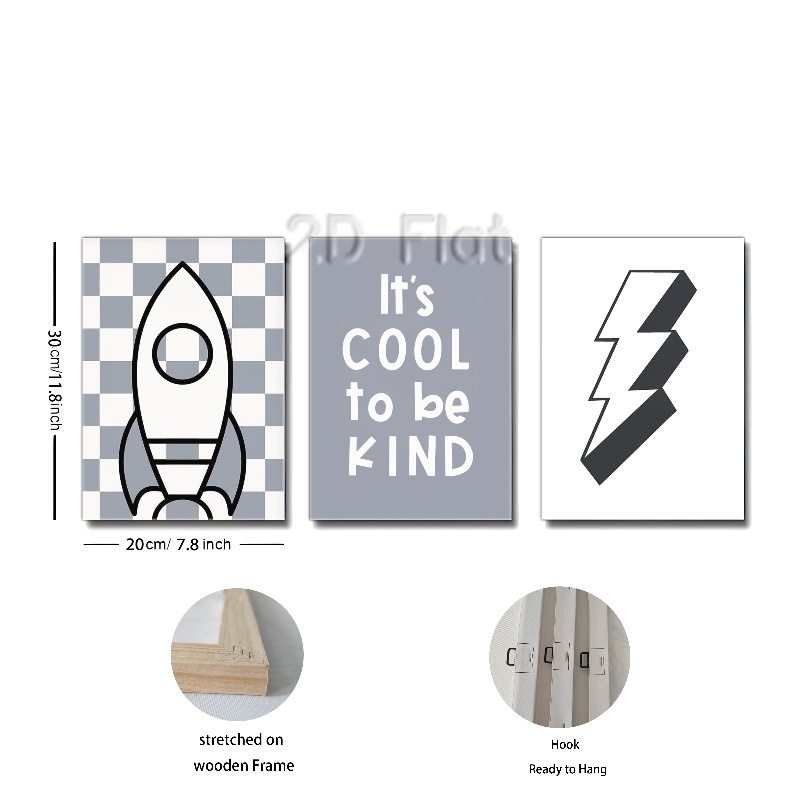 2D Flat
It's
COOL
to be
KIND
30cm/11.8inch
20cm/ 7.8 inch
stretched on
wooden Frame
Hook
Ready to Hang